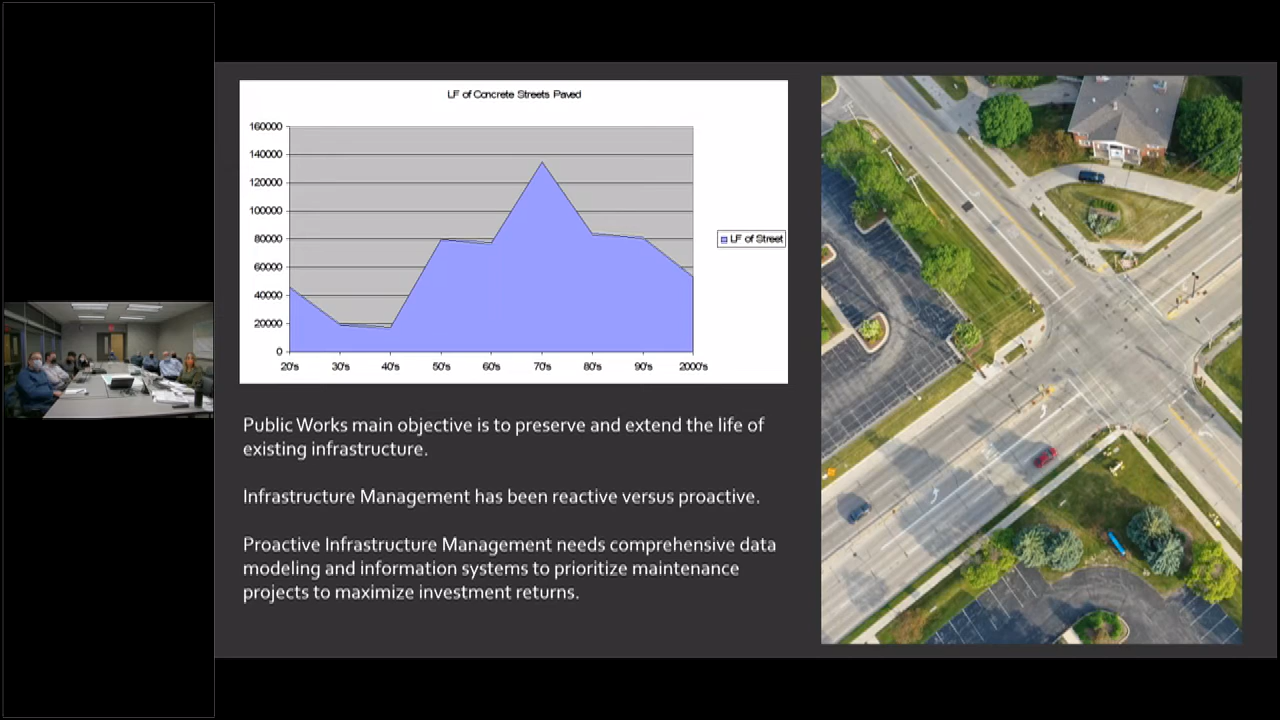 LF of Concrete Streets Paved
160000
140000
120000
100000
80000
60000
40000
20000
0
20's 30's 40's 50's 60's 70's 80's 90's 2000's
LF of Street
Public Works main objective is to preserve and extend the life of
existing infrastructure.
Infrastructure Management has been reactive versus proactive.
Proactive Infrastructure Management needs comprehensive data
modeling and information systems to prioritize maintenance
projects to maximize investment returns.